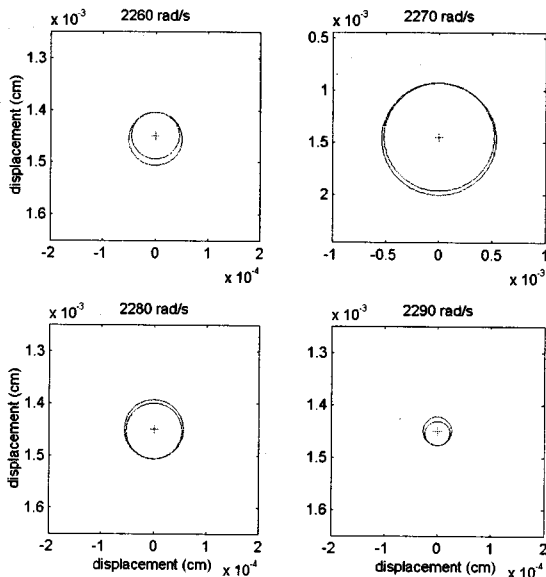 x 10⁻³
2260 rad/s
1.3
1.4
1.5
1.6
displacement (cm)
-2
-1
0
1
2
x 10⁻⁴
x 10⁻³
2270 rad/s
0.5
1
1.5
2
-1
-0.5
0
0.5
1
x 10⁻³
x 10⁻³
2280 rad/s
1.3
1.4
1.5
1.6
displacement (cm)
-2
-1
0
1
2
displacement (cm)
x 10⁻⁴
x 10⁻³
2290 rad/s
1.3
1.4
1.5
1.6
-2
-1
0
1
2
displacement (cm)
x 10⁻⁴